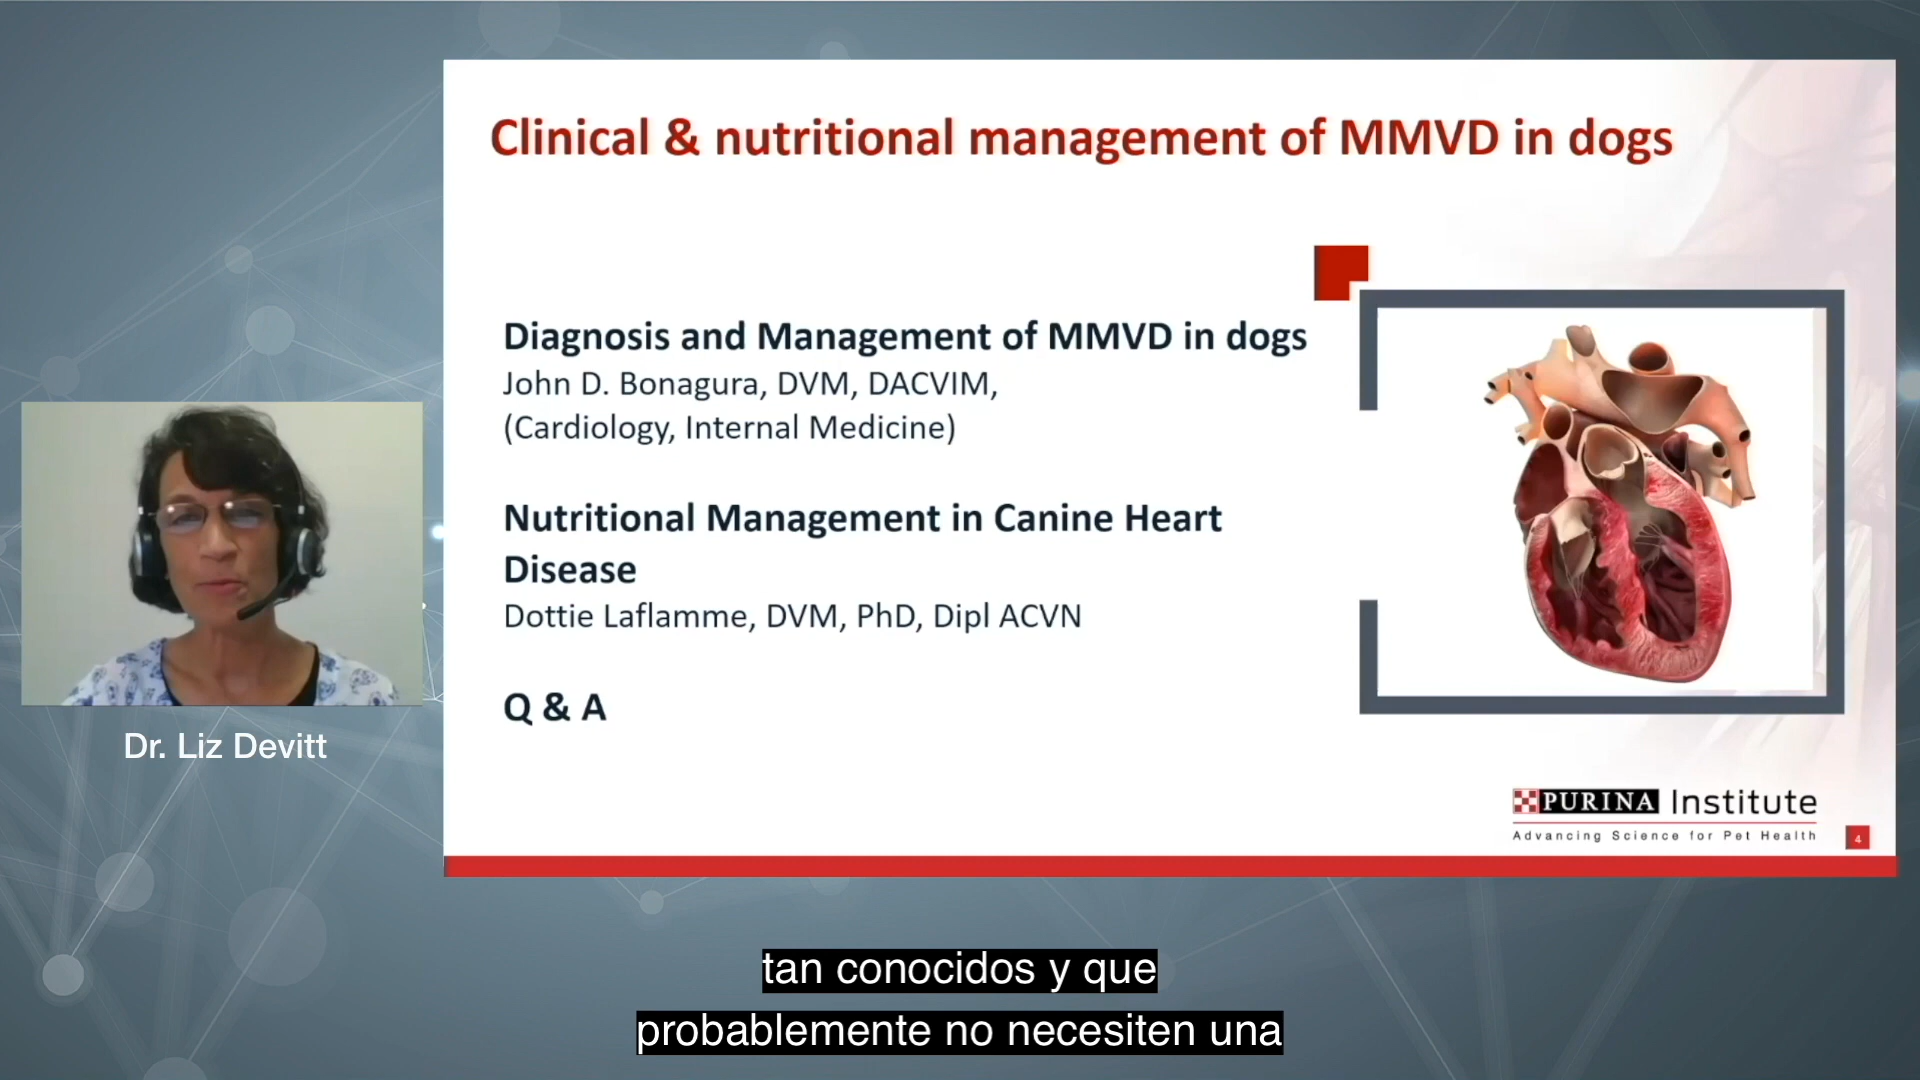 Clinical & nutritional management of MMVD in dogs
Diagnosis and Management of MMVD in dogs
John D. Bonagura, DVM, DACVIM,
(Cardiology, Internal Medicine)
Nutritional Management in Canine Heart
Disease
Dottie Laflamme, DVM, PhD, Dipl ACVN
Q & A
Dr. Liz Devitt
PURINA Institute
Advancing Science for Pet Health
4
tan conocidos y que
probablemente no necesiten una